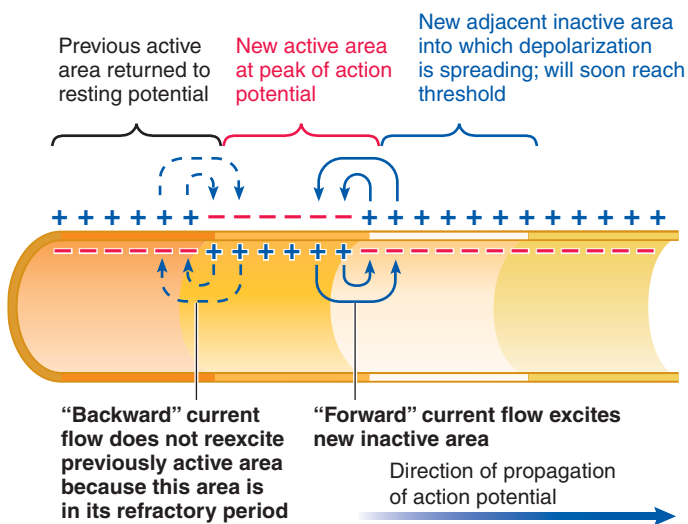 Previous active
area returned to
resting potential
New active area
at peak of action
potential
New adjacent inactive area
into which depolarization
is spreading; will soon reach
threshold
“Backward” current
flow does not reexcite
previously active area
because this area is
in its refractory period
“Forward” current flow excites
new inactive area
Direction of propagation
of action potential